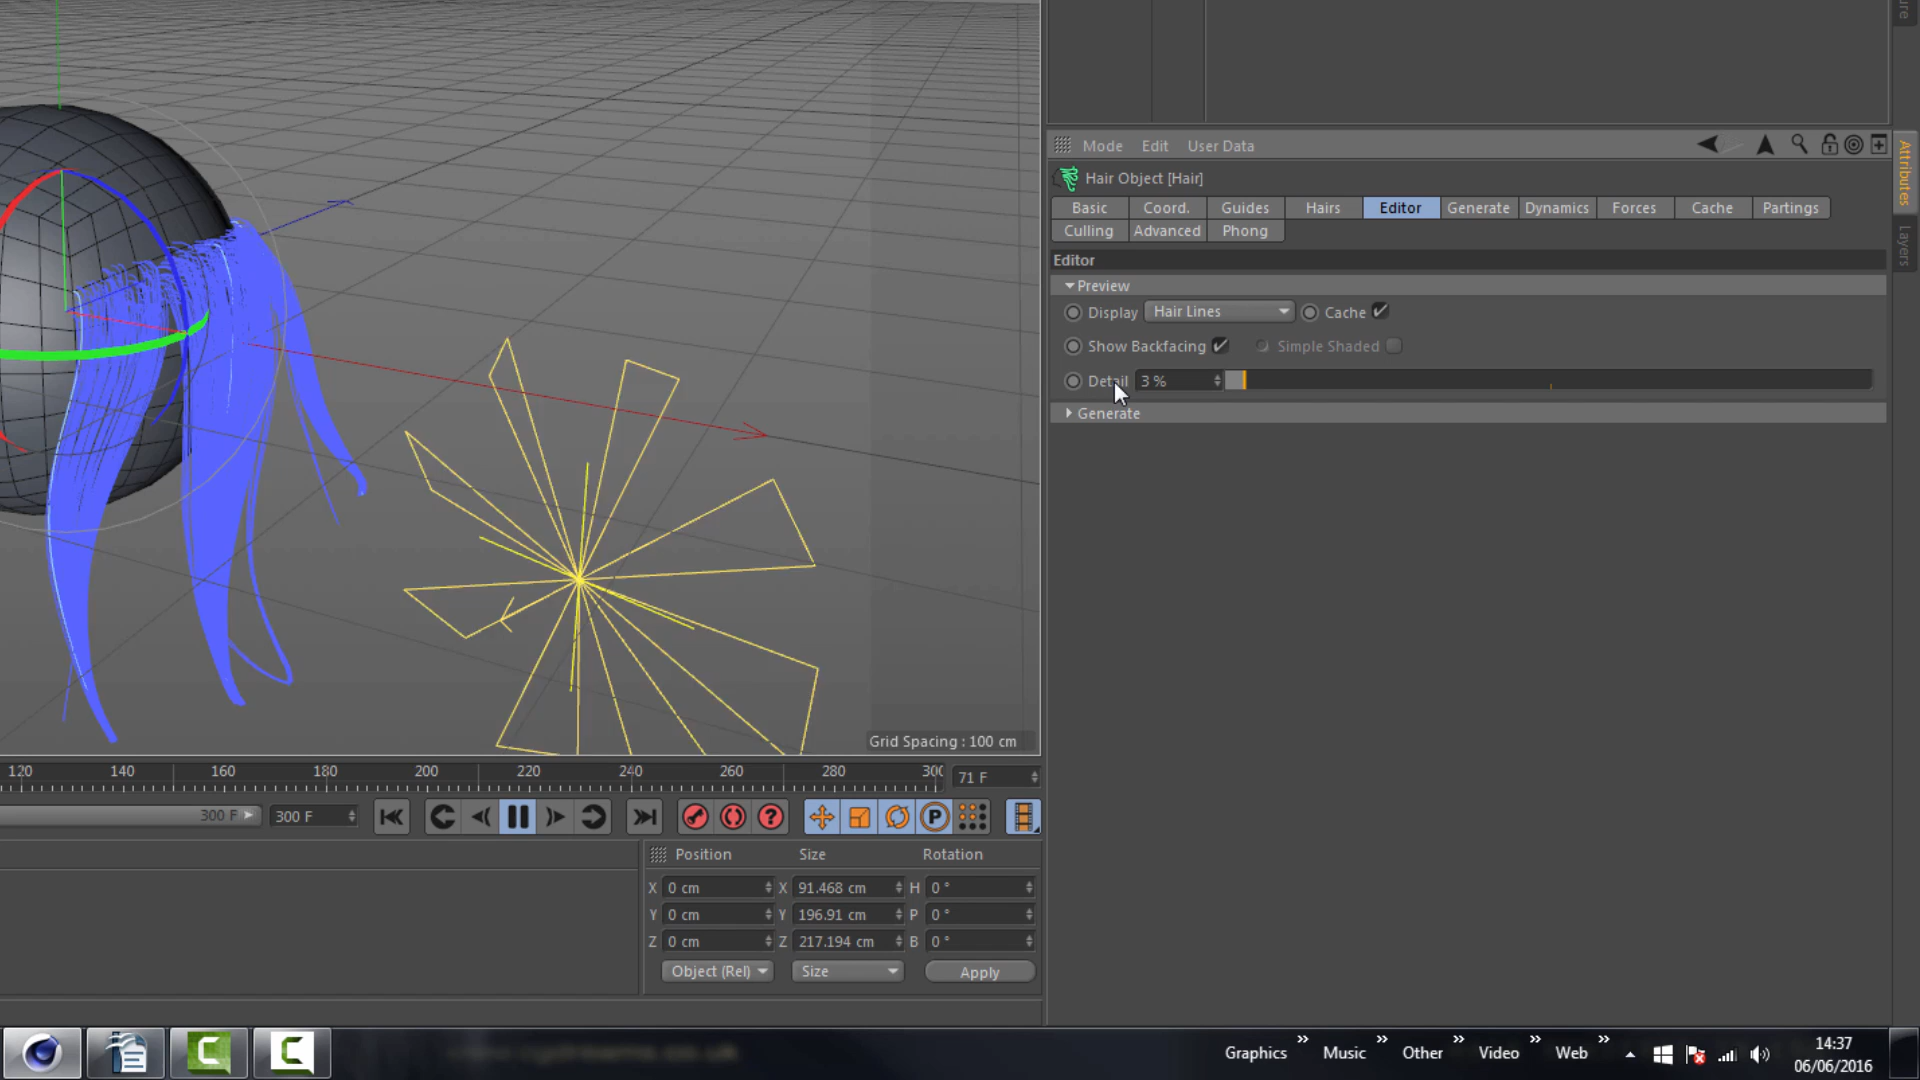 Mode Edit User Data
Hair Object [Hair]
Basic Coord. Guides Hairs Editor Generate Dynamics Forces Cache Partings
Culling Advanced Phong
Editor
Preview
Display Hair Lines Cache
Show Backfacing Simple Shaded
Detail 3 %
Generate
Attributes
Layers
Grid Spacing : 100 cm
120 140 160 180 200 220 240 260 280 300 71 F
300 F 300 F
P
Position Size Rotation
X 0 cm X 91.468 cm H 0 °
Y 0 cm Y 196.91 cm P 0 °
Z 0 cm Z 217.194 cm B 0 °
Object (Rel) Size Apply
Graphics Music Other Video Web
14:37
06/06/2016